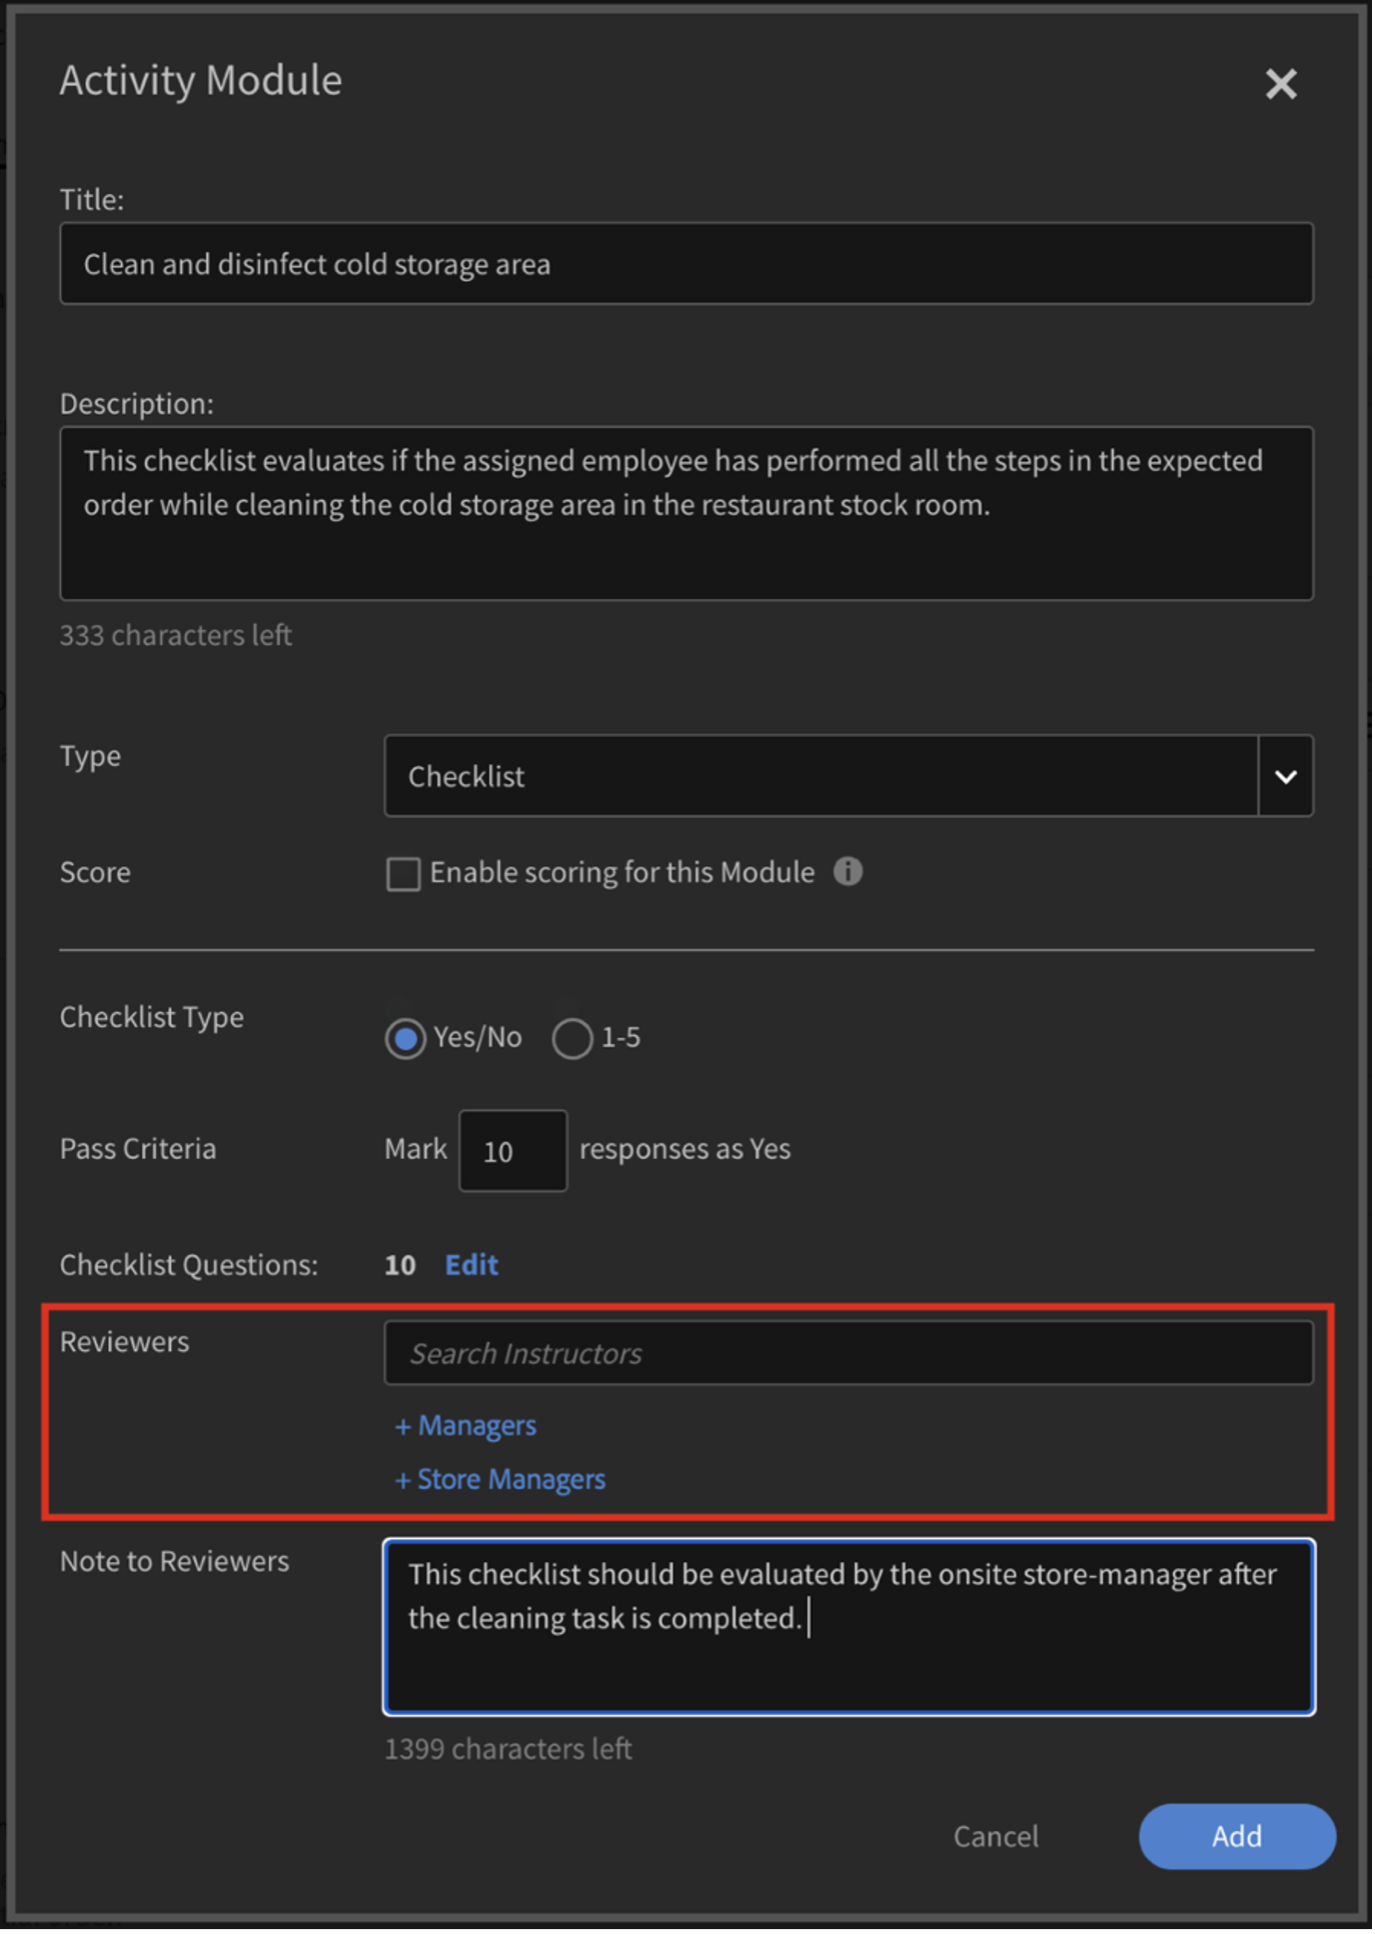 Activity Module
Title:
Clean and disinfect cold storage area
Description:
This checklist evaluates if the assigned employee has performed all the steps in the expected
order while cleaning the cold storage area in the restaurant stock room.
333 characters left
Type
Checklist
Score
Enable scoring for this Module
Checklist Type
Yes/No
1-5
Pass Criteria
Mark 10 responses as Yes
Checklist Questions: 10 Edit
Reviewers
Search Instructors
+ Managers
+ Store Managers
Note to Reviewers
This checklist should be evaluated by the onsite store-manager after
the cleaning task is completed.
1399 characters left
Cancel
Add